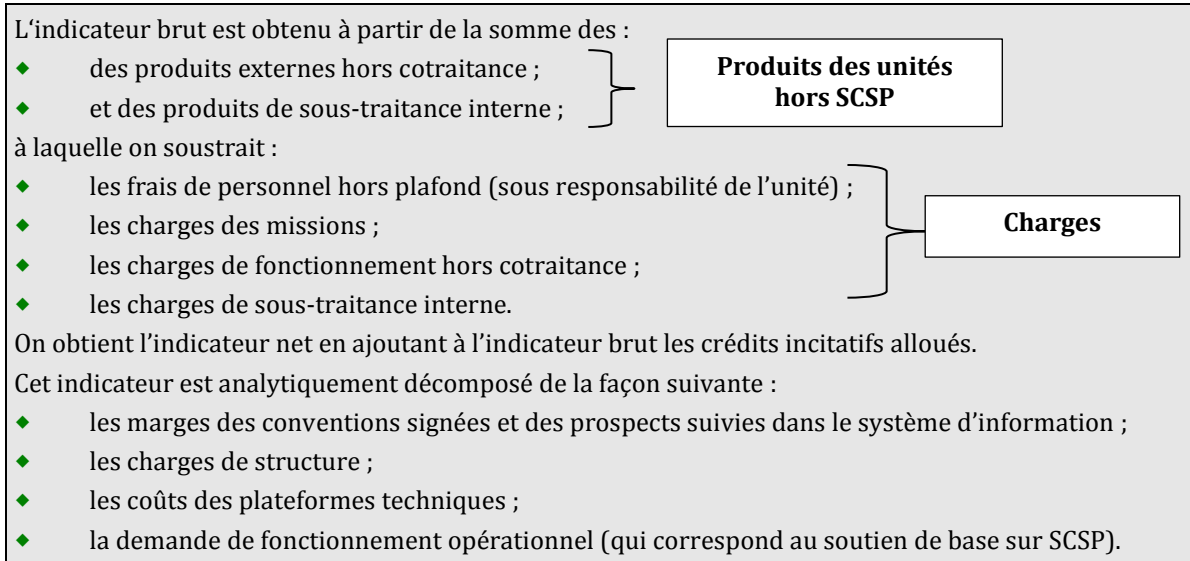 L‘indicateur brut est obtenu à partir de la somme des :
◆ des produits externes hors cotraitance ;
◆ et des produits de sous-traitance interne ;
Produits des unités
hors SCSP
à laquelle on soustrait :
◆ les frais de personnel hors plafond (sous responsabilité de l’unité) ;
◆ les charges des missions ;
◆ les charges de fonctionnement hors cotraitance ;
◆ les charges de sous-traitance interne.
Charges
On obtient l’indicateur net en ajoutant à l’indicateur brut les crédits incitatifs alloués.
Cet indicateur est analytiquement décomposé de la façon suivante :
◆ les marges des conventions signées et des prospects suivies dans le système d’information ;
◆ les charges de structure ;
◆ les coûts des plateformes techniques ;
◆ la demande de fonctionnement opérationnel (qui correspond au soutien de base sur SCSP).